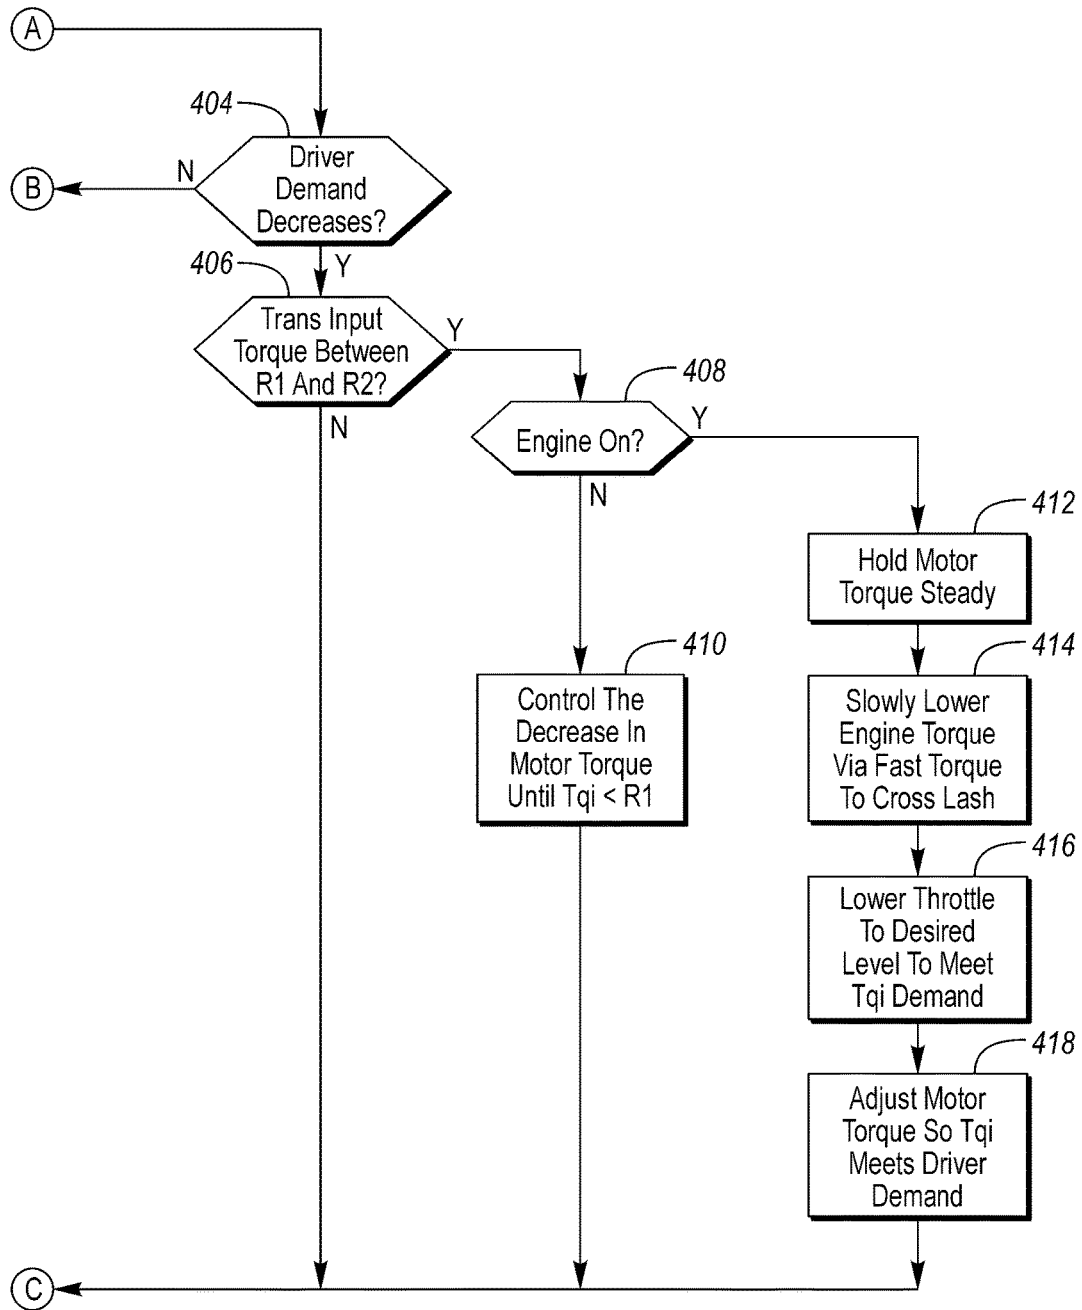 A
404
Driver
Demand
Decreases?
N
B
Y
406
Trans Input
Torque Between
R1 And R2?
Y
N
408
Engine On?
Y
N
412
Hold Motor
Torque Steady
410
Control The
Decrease In
Motor Torque
Until Tqi < R1
414
Slowly Lower
Engine Torque
Via Fast Torque
To Cross Lash
416
Lower Throttle
To Desired
Level To Meet
Tqi Demand
418
Adjust Motor
Torque So Tqi
Meets Driver
Demand
C